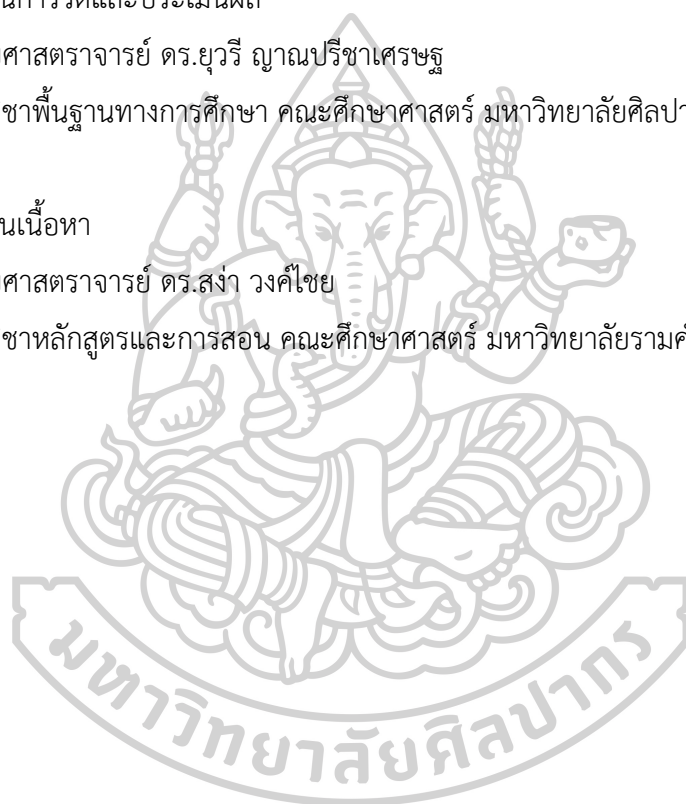 นการวัดและประเมินผล
งศาสตราจารย์ ดร.ยุวรี ญาณปรีชาเศรษฐ
ชาพื้นฐานทางการศึกษา คณะศึกษาศาสตร์ มหาวิทยาลัยศิลปา
นเนื้อหา
งศาสตราจารย์ ดร.สง่า วงค์ไชย
ชาหลักสูตรและการสอน คณะศึกษาศาสตร์ มหาวิทยาลัยรามค
มหาวิทยาลัยศิลปากร